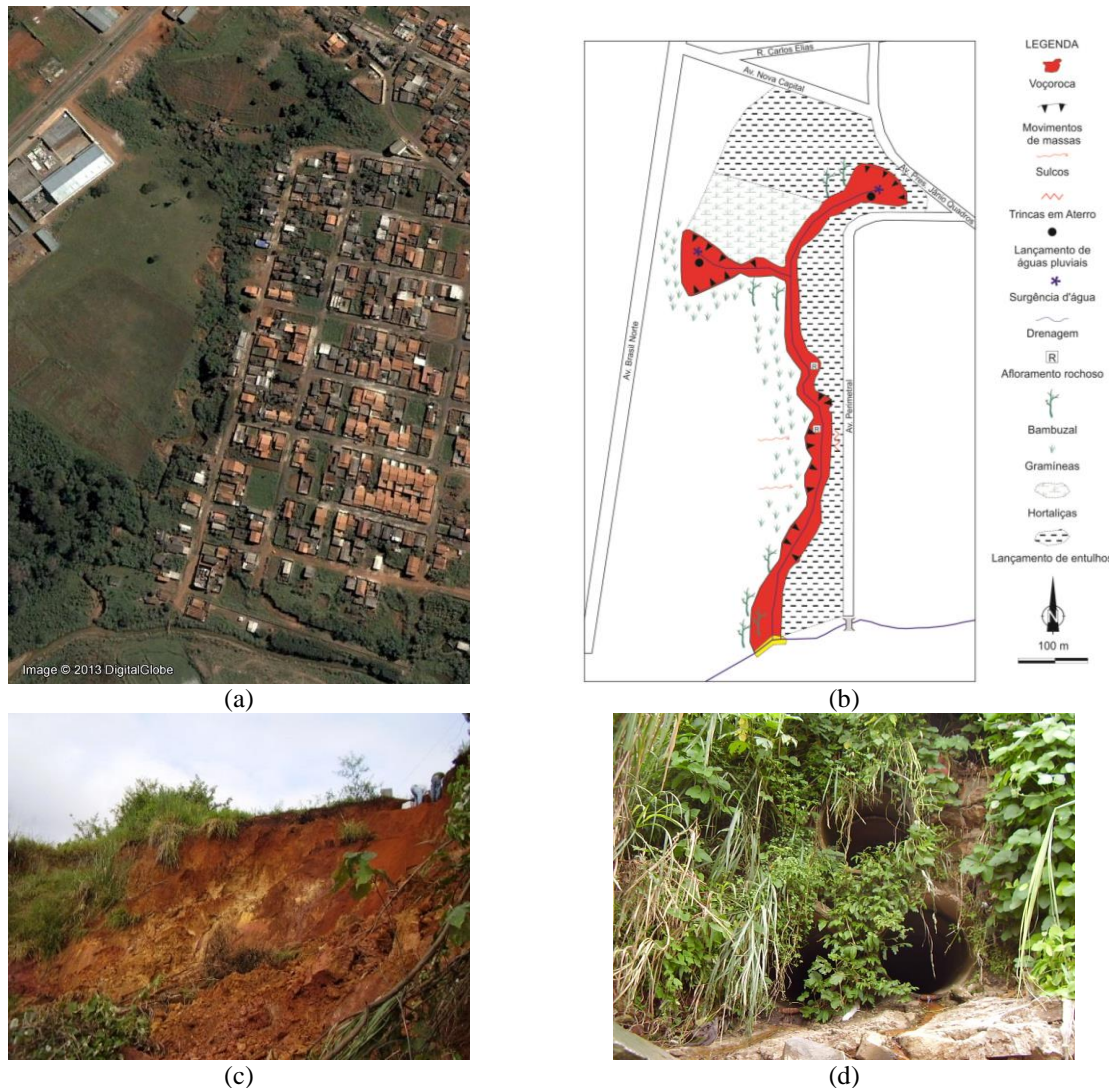 Image © 2013 DigitalGlobe
(a)
R. Carlos Elias
Av. Nova Capital
Av. Pres. Jânio Quadros
Av. Brasil Norte
Av. Perimetral
R
R
LEGENDA
Voçoroca
Movimentos
de massas
Sulcos
Trincas em Aterro
Lançamento de
águas pluviais
Surgência d'água
Drenagem
R
Afloramento rochoso
Bambuzal
Gramíneas
Hortaliças
Lançamento de entulhos
N
100 m
(b)
(c)
(d)